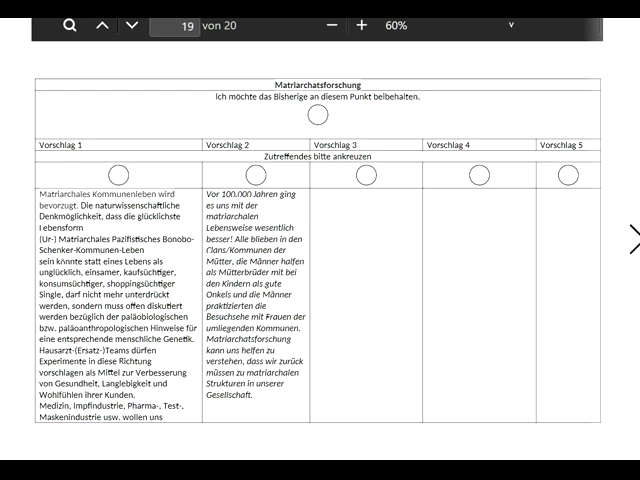 19 von 20
60%
Matriarchatsforschung
Ich möchte das Bisherige an diesem Punkt beibehalten.
Vorschlag 1
Vorschlag 2
Vorschlag 3
Vorschlag 4
Vorschlag 5
Zutreffendes bitte ankreuzen
Matriarchales Kommunenleben wird
bevorzugt. Die naturwissenschaftliche
Denkmöglichkeit, dass die glücklichste
Lebensform
(Ur-) Matriarchales Pazifistisches Bonobo-
Schenker-Kommunen-Leben
sein könnte statt eines Lebens als
unglücklich, einsamer, kaufsüchtiger,
konsumsüchtiger, shoppingsüchtiger
Single, darf nicht mehr unterdrückt
werden, sondern muss offen diskutiert
werden bezüglich der paläobiologischen
bzw. paläoanthropologischen Hinweise für
eine entsprechende menschliche Genetik.
Hausarzt-(Ersatz-)Teams dürfen
Experimente in diese Richtung
vorschlagen als Mittel zur Verbesserung
von Gesundheit, Langlebigkeit und
Wohlfühlen ihrer Kunden.
Medizin, Impfindustrie, Pharma-, Test-,
Maskenindustrie usw. wollen uns
Vor 100.000 Jahren ging
es uns mit der
matriarchalen
Lebensweise wesentlich
besser! Alle blieben in den
Clans/Kommunen der
Mütter, die Männer halfen
als Mütterbrüder mit bei
den Kindern als gute
Onkels und die Männer
praktizierten die
Besuchsehe mit Frauen der
umliegenden Kommunen.
Matriarchatsforschung
kann uns helfen zu
verstehen, dass wir zurück
müssen zu matriarchalen
Strukturen in unserer
Gesellschaft.